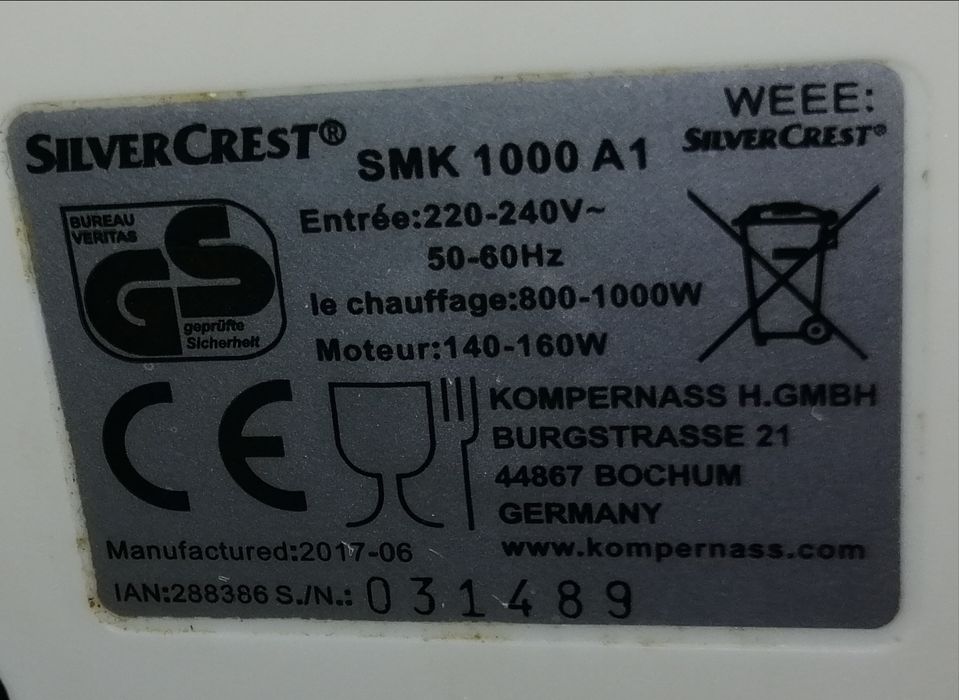 SILVERCREST®
SMK 1000 A1
WEEE:
SILVERCREST®
BUREAU
VERITAS
GS
geprüfte
Sicherheit
Entrée:220-240V~
50-60Hz
le chauffage:800-1000W
Moteur:140-160W
CE
KOMPERNASS H.GMBH
BURGSTRASSE 21
44867 BOCHUM
GERMANY
www.kompernass.com
Manufactured:2017-06
IAN:288386 S./N.: 031489